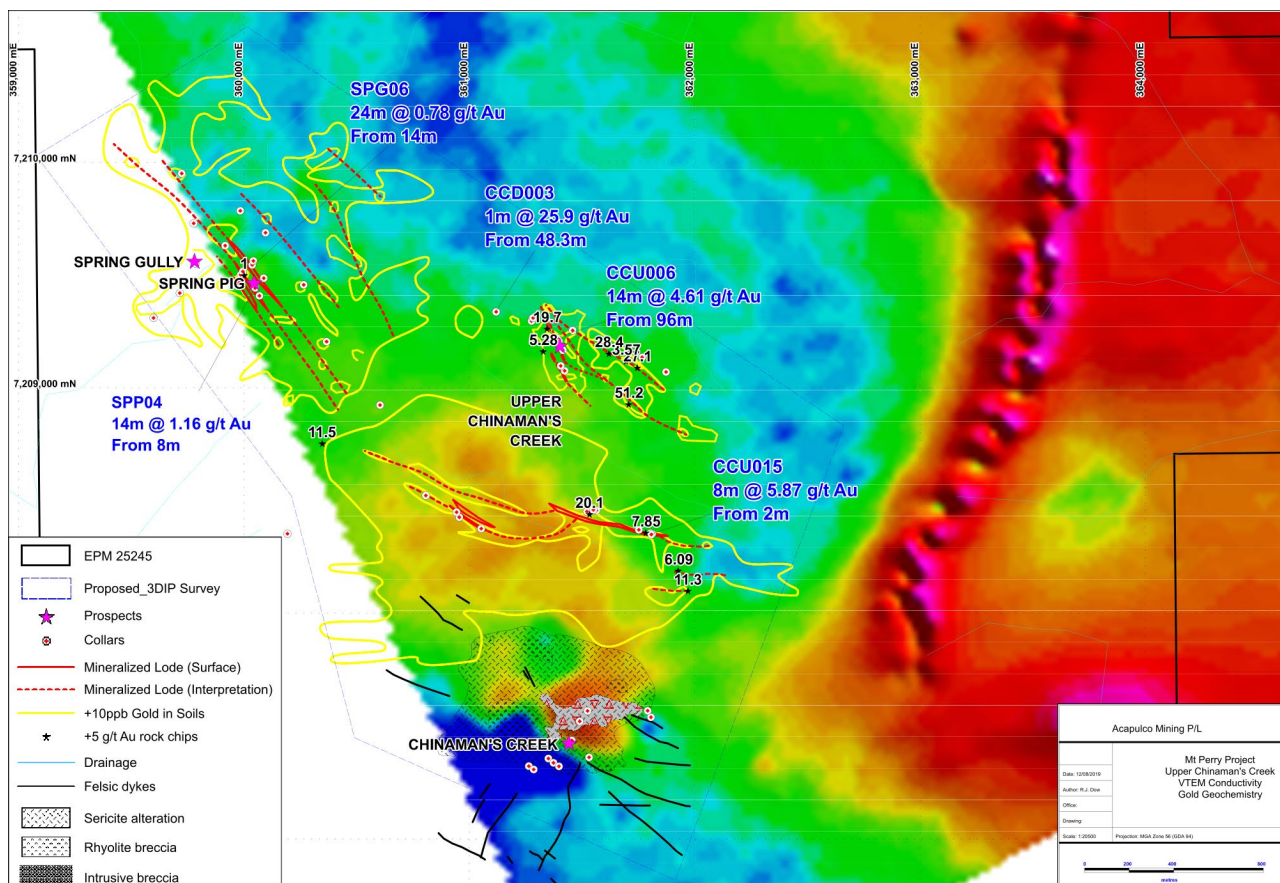 359,000 mE
360,000 mE
361,000 mE
362,000 mE
363,000 mE
364,000 mE
7,210,000 mN
7,209,000 mN
SPG06
24m @ 0.78 g/t Au
From 14m
CCD003
1m @ 25.9 g/t Au
From 48.3m
CCU006
14m @ 4.61 g/t Au
From 96m
SPRING GULLY
SPRING PIG
19.7
5.28
28.4
3.57
27.1
51.2
UPPER
CHINAMAN'S
CREEK
SPP04
14m @ 1.16 g/t Au
From 8m
11.5
CCU015
8m @ 5.87 g/t Au
From 2m
20.1
7.85
6.09
11.3
CHINAMAN'S CREEK
EPM 25245
Proposed_3DIP Survey
Prospects
Collars
Mineralized Lode (Surface)
Mineralized Lode (Interpretation)
+10ppb Gold in Soils
+5 g/t Au rock chips
Drainage
Felsic dykes
Sericite alteration
Rhyolite breccia
Intrusive breccia
Acapulco Mining P/L
Mt Perry Project
Upper Chinaman's Creek
VTEM Conductivity
Gold Geochemistry
Date: 12/08/2019
Author: R.J. Dow
Office:
Drawing:
Scale: 1:20500
Projection: MGA Zone 56 (GDA 94)
0 200 400 800
metres